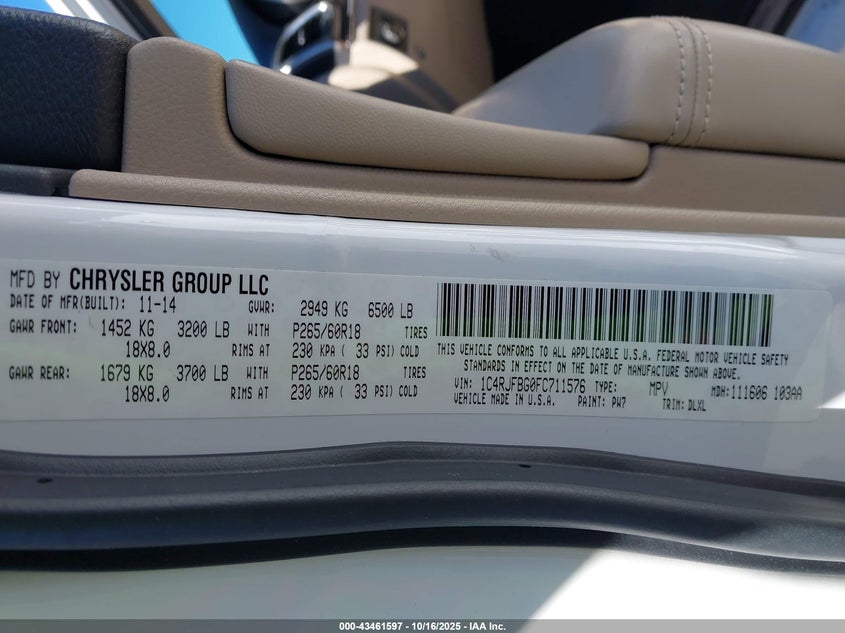 MFD BY CHRYSLER GROUP LLC
DATE OF MFR(BUILT): 11-14 GVWR: 2949 KG 6500 LB
GAWR FRONT: 1452 KG 3200 LB WITH P265/60R18 TIRES
18X8.0 RIMS AT 230 KPA ( 33 PSI) COLD
GAWR REAR: 1679 KG 3700 LB WITH P265/60R18 TIRES
18X8.0 RIMS AT 230 KPA ( 33 PSI) COLD
THIS VEHICLE CONFORMS TO ALL APPLICABLE U.S.A. FEDERAL MOTOR VEHICLE SAFETY
STANDARDS IN EFFECT ON THE DATE OF MANUFACTURE SHOWN ABOVE.
VIN: 1C4RJFBG0FC711576 TYPE: MPV MDH: 111606 103AA
VEHICLE MADE IN U.S.A. PAINT: PW7 TRIM: DLXL
000-43461597 - 10/16/2025 - IAA Inc.